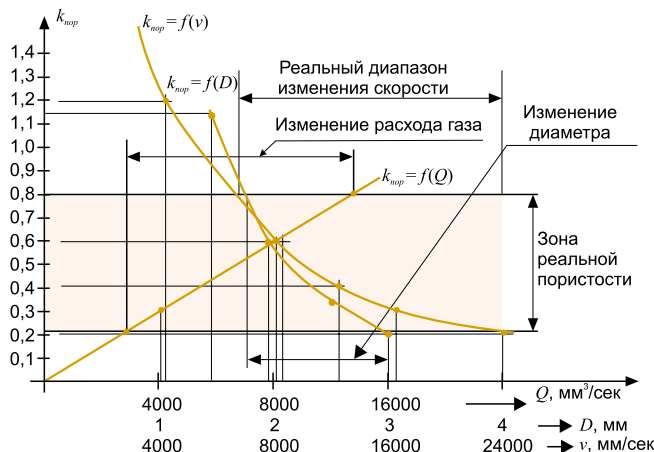 k_пор
k_пор = f(v)
k_пор = f(D)
Реальный диапазон
изменения скорости
Изменение расхода газа
Изменение
диаметра
k_пор = f(Q)
Зона
реальной
пористости
1,4
1,3
1,2
1,1
1,0
0,9
0,8
0,7
0,6
0,5
0,4
0,3
0,2
0,1
4000 8000 16000 Q, мм³/сек
1 2 3 4 D, мм
4000 8000 16000 24000 v, мм/сек